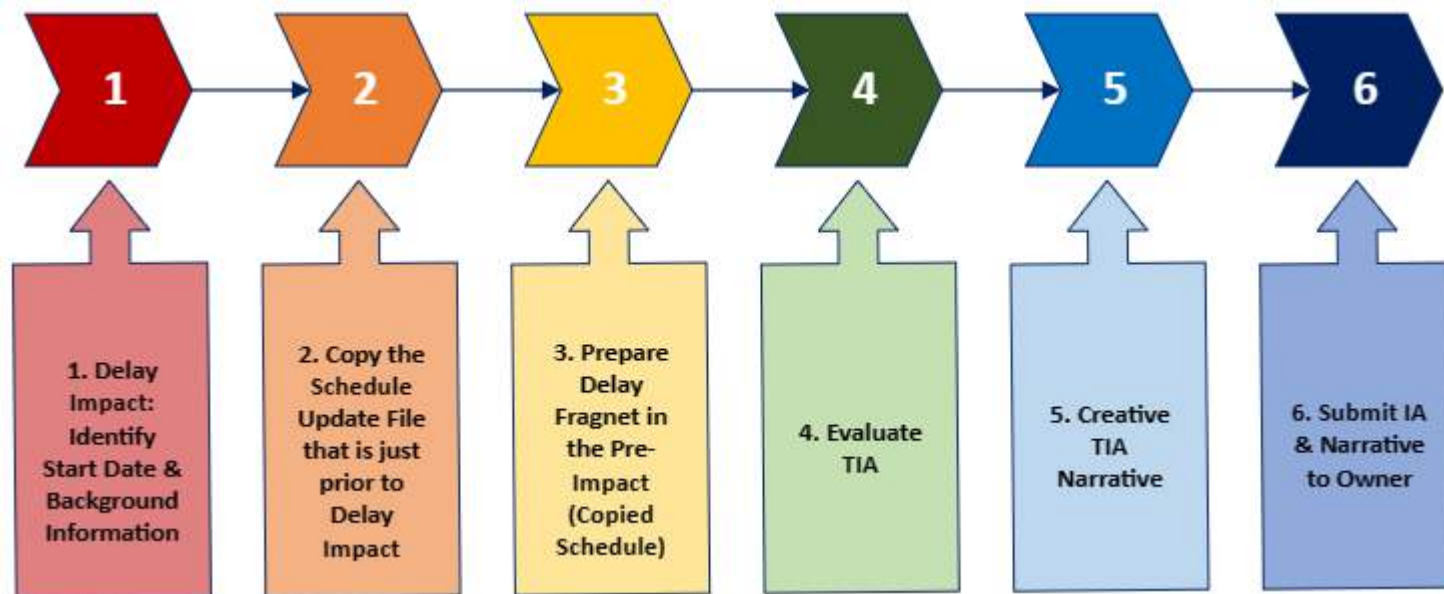 1
2
3
4
5
6
1. Delay
Impact:
Identify
Start Date &
Background
Information
2. Copy the
Schedule
Update File
that is just
prior to
Delay
Impact
3. Prepare
Delay
Fragnet in
the Pre-
Impact
(Copied
Schedule)
4. Evaluate
TIA
5. Creative
TIA
Narrative
6. Submit IA
& Narrative
to Owner